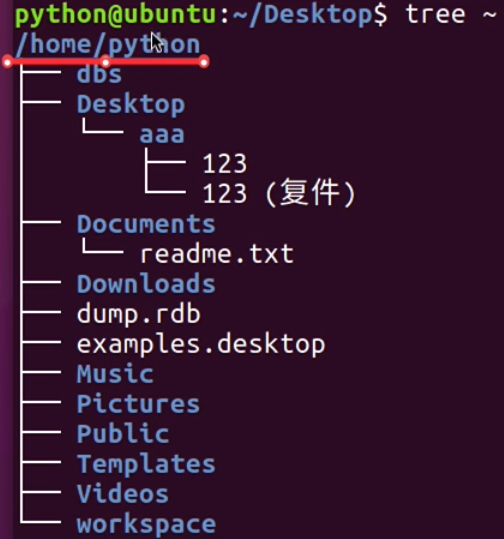 python@ubuntu:~/Desktop$ tree ~
/home/python
├── dbs
├── Desktop
│   └── aaa
│       ├── 123
│       └── 123 (复件)
├── Documents
│   └── readme.txt
├── Downloads
├── dump.rdb
├── examples.desktop
├── Music
├── Pictures
├── Public
├── Templates
├── Videos
└── workspace